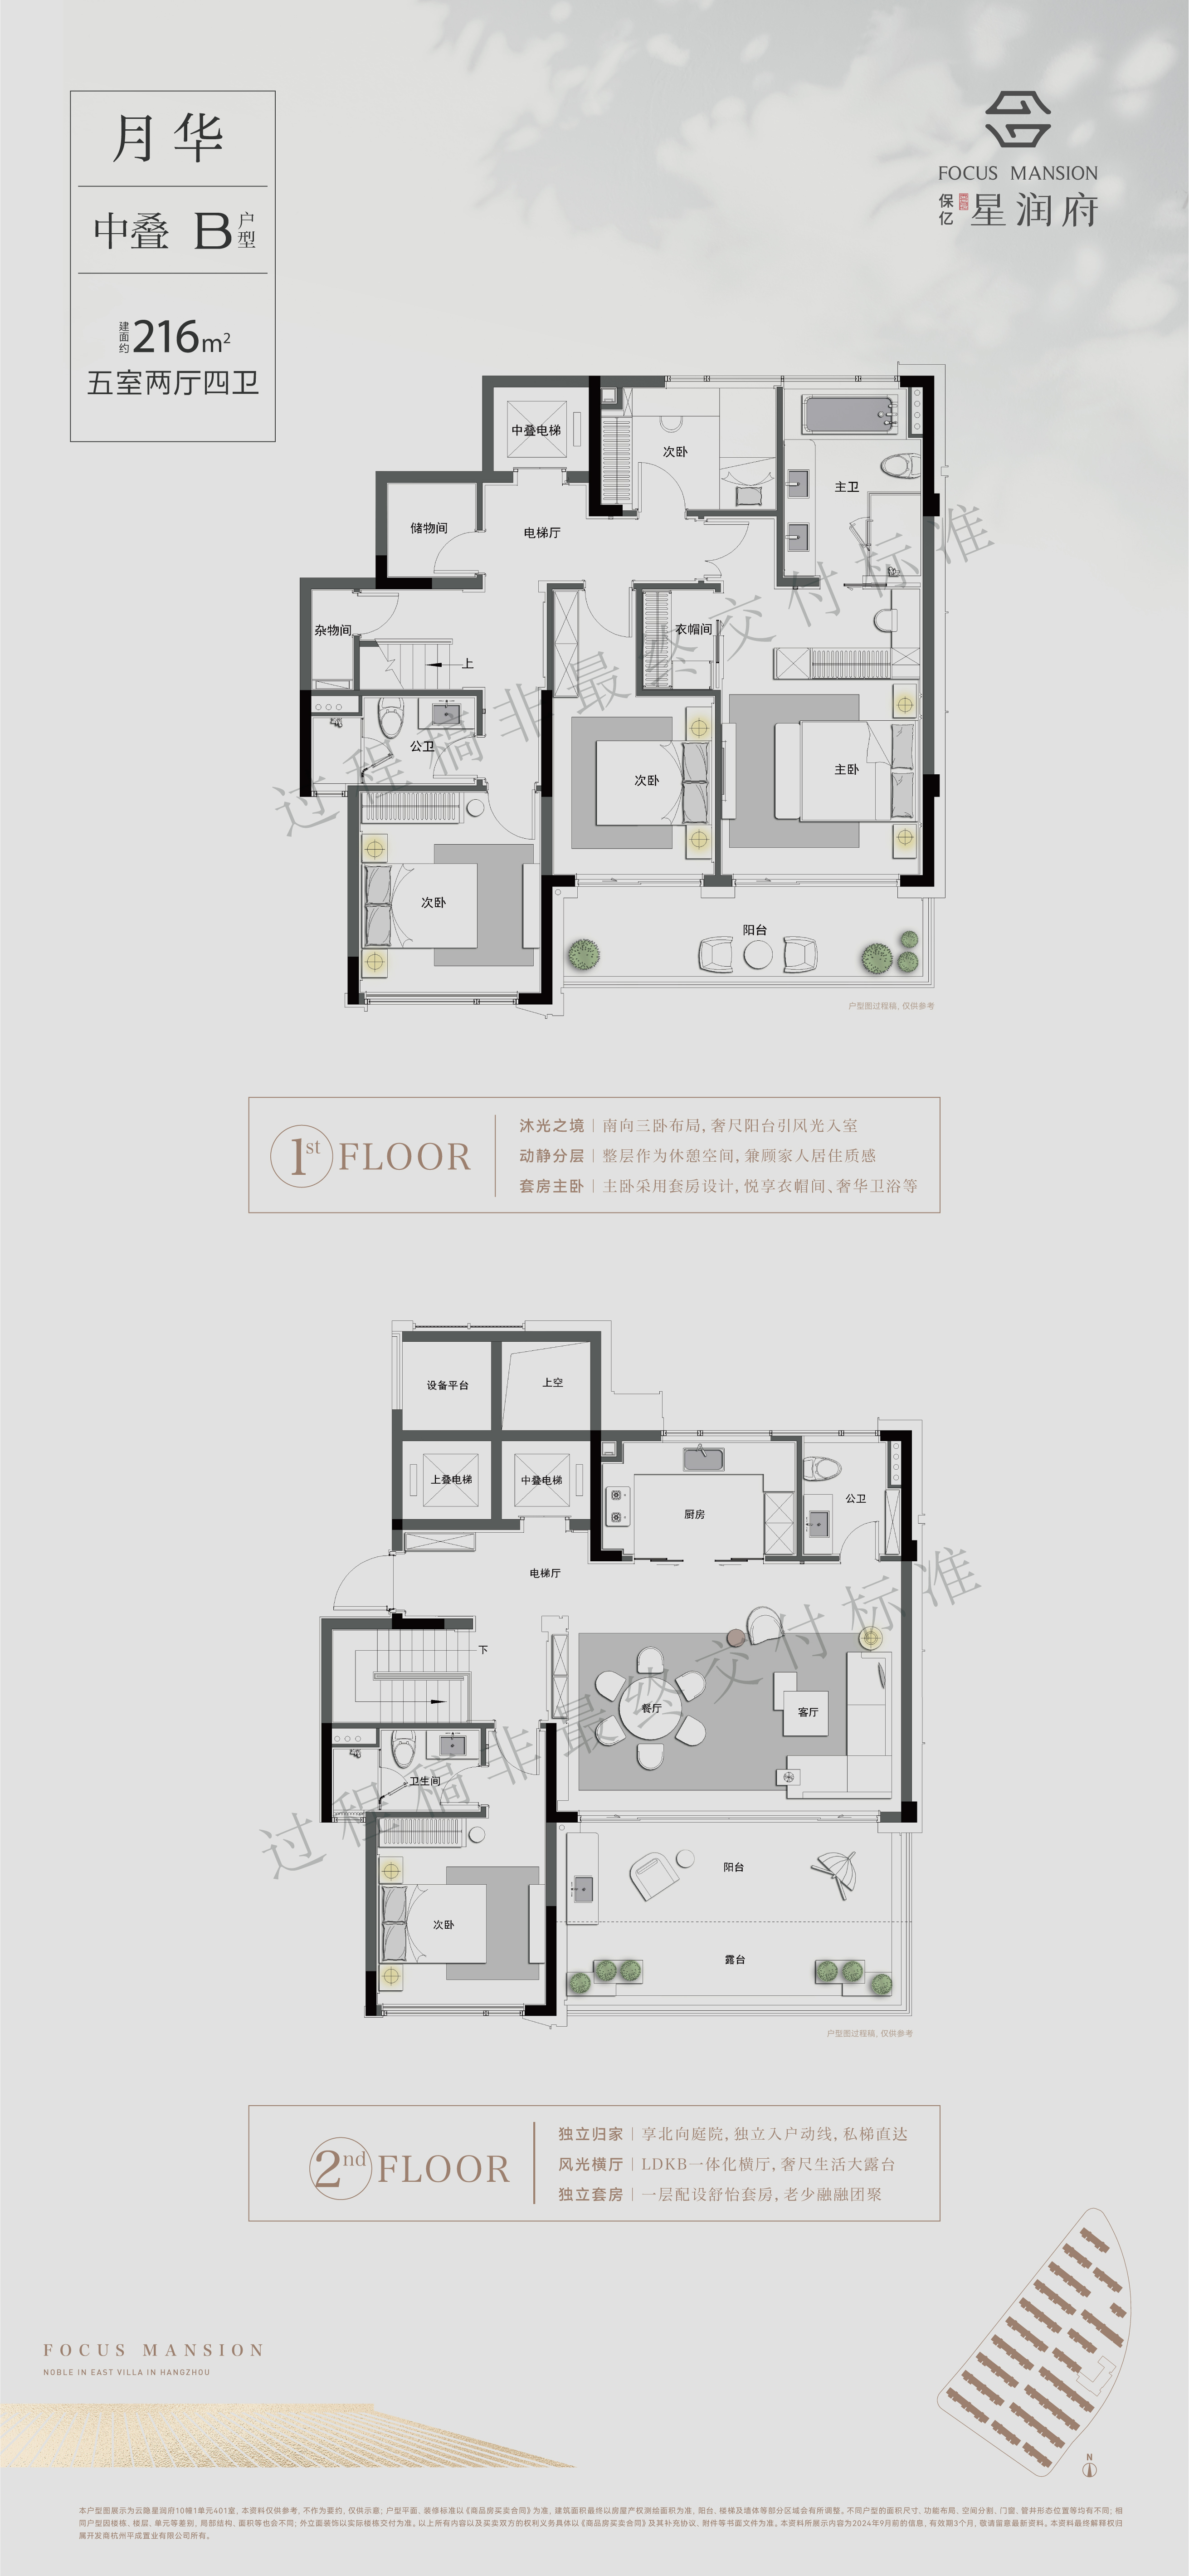 月华
中叠 B户型
建面约216m²
五室两厅四卫
FOCUS MANSION
保亿 星润府
中叠电梯
次卧
主卫
储物间
电梯厅
杂物间
衣帽间
上
公卫
次卧
主卧
次卧
阳台
过程稿非最终交付标准
户型图过程稿, 仅供参考
1st FLOOR
沐光之境 | 南向三卧布局, 奢尺阳台引风光入室
动静分层 | 整层作为休憩空间, 兼顾家人居住质感
套房主卧 | 主卧采用套房设计, 悦享衣帽间、奢华卫浴等
设备平台
上空
上叠电梯
中叠电梯
厨房
公卫
电梯厅
下
餐厅
客厅
卫生间
阳台
次卧
露台
过程稿非最终交付标准
户型图过程稿, 仅供参考
2nd FLOOR
独立归家 | 享北向庭院, 独立入户动线, 私梯直达
风光横厅 | LDKB一体化横厅, 奢尺生活大露台
独立套房 | 一层配设舒怡套房, 老少融融团聚
FOCUS MANSION
NOBLE IN EAST VILLA IN HANGZHOU
N
本户型图展示为云隐星润府10幢1单元401室, 本资料仅供参考, 不作为要约, 仅供示意; 户型平面、装修标准以《商品房买卖合同》为准, 建筑面积最终以房屋产权测绘面积为准, 阳台、楼梯及墙体等部分区域会有所调整。不同户型的面积尺寸、功能布局、空间分割、门窗、管井形态位置等均有不同; 相
同户型因楼栋、楼层、单元等差别, 局部结构、面积等也会不同; 外立面装饰以实际楼栋交付为准。以上所有内容以及买卖双方的权利义务具体以《商品房买卖合同》及其补充协议、附件等书面文件为准。本资料所展示内容为2024年9月前的信息, 有效期3个月, 敬请留意最新资料。本资料最终解释权归
属开发商杭州平成置业有限公司所有。